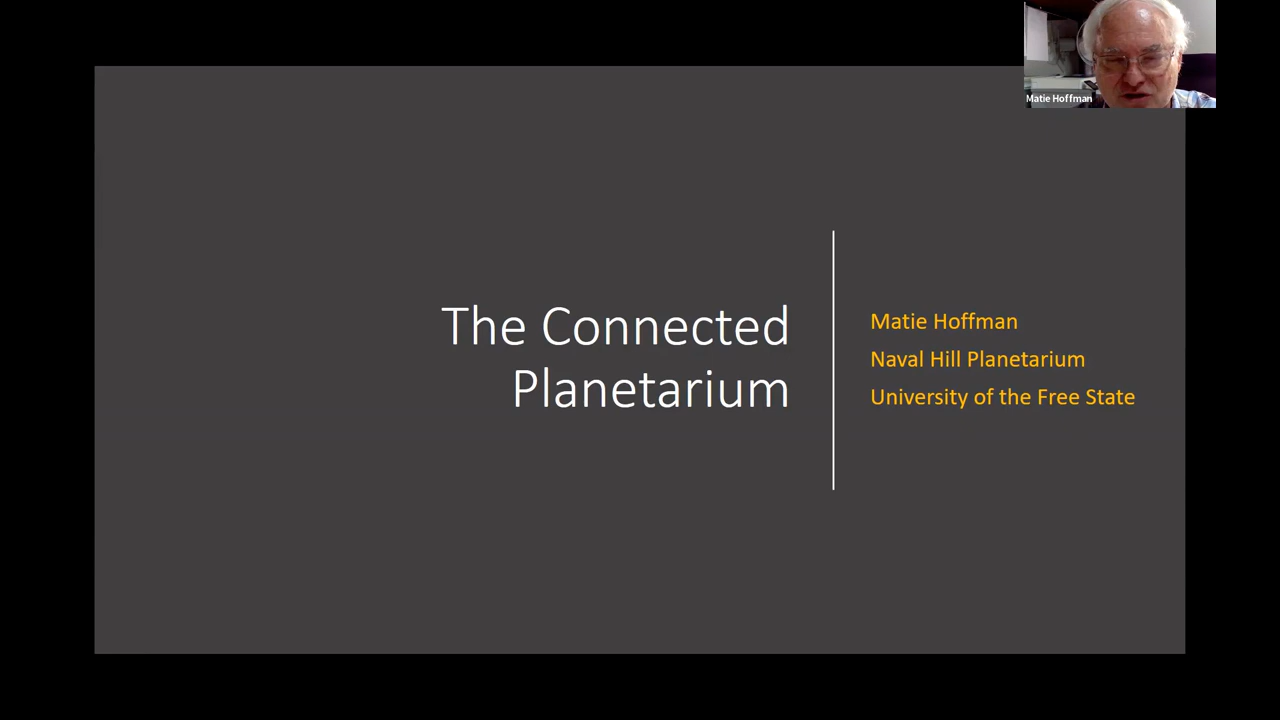 Matie Hoffman
The Connected
Planetarium
Matie Hoffman
Naval Hill Planetarium
University of the Free State